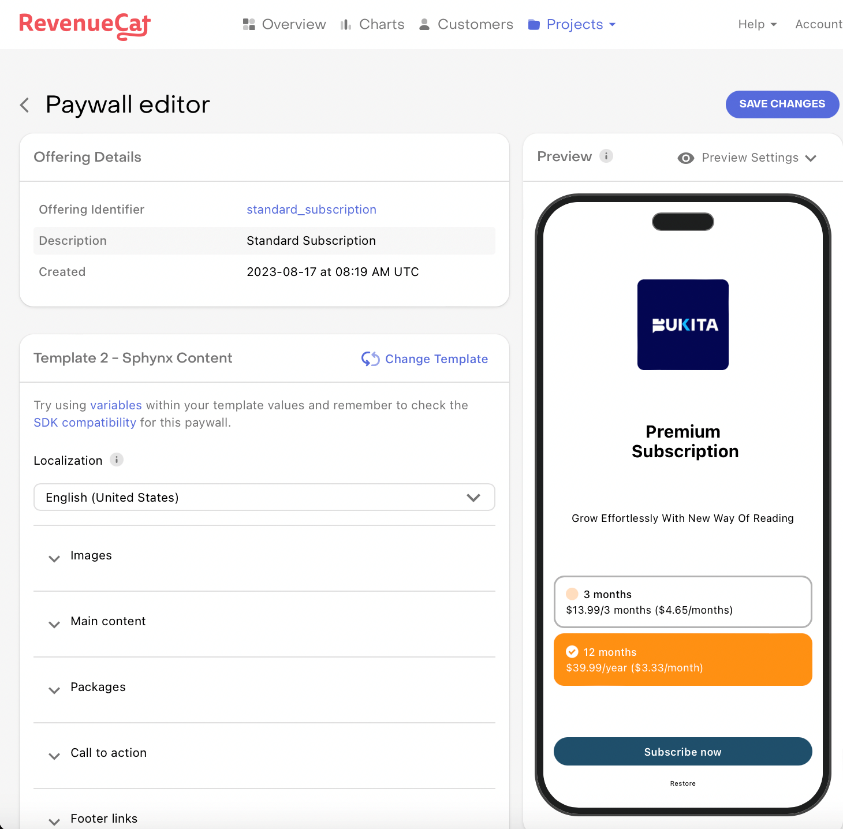 RevenueCat
Overview
Charts
Customers
Projects
Help
Account
Paywall editor
SAVE CHANGES
Offering Details
Offering Identifier standard_subscription
Description Standard Subscription
Created 2023-08-17 at 08:19 AM UTC
Template 2 - Sphynx Content
Change Template
Try using variables within your template values and remember to check the
SDK compatibility for this paywall.
Localization
English (United States)
Images
Main content
Packages
Call to action
Footer links
Preview
Preview Settings
BUKITA
Premium
Subscription
Grow Effortlessly With New Way Of Reading
3 months
$13.99/3 months ($4.65/months)
12 months
$39.99/year ($3.33/month)
Subscribe now
Restore